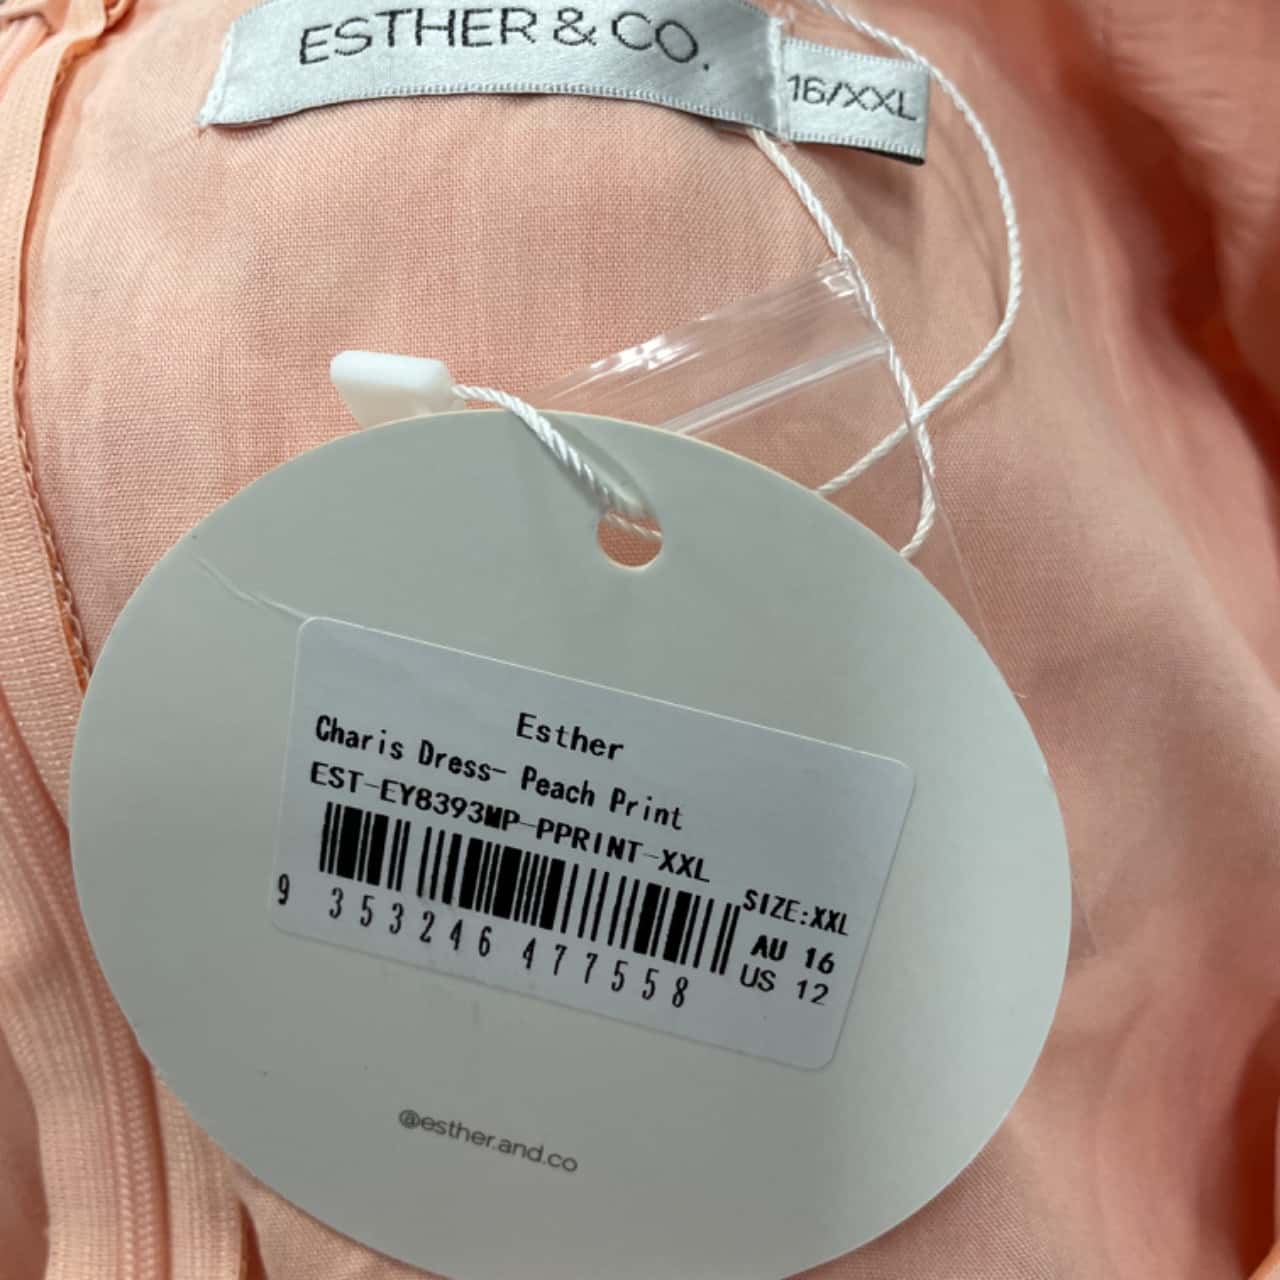 ESTHER & CO.
16/XXL
Esther
Charis Dress- Peach Print
EST-EY8393WP-PPRINT-XXL
SIZE:XXL
AU 16
US 12
9 353246 477558
@esther.and.co